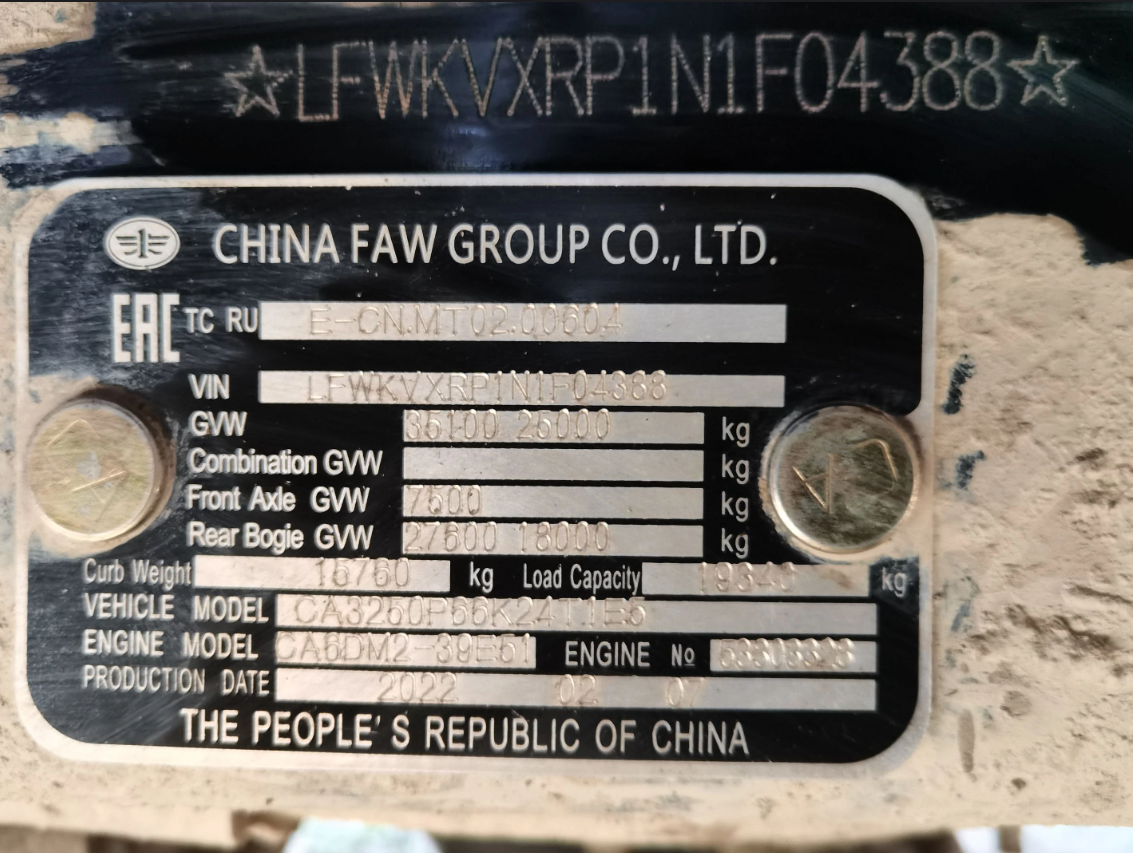 ☆LFWKVXRP1N1F04388☆
CHINA FAW GROUP CO., LTD.
EAC TC RU E-CN.MT02.00604
VIN LFWKVXRP1N1F04388
GVW 35100 25000 kg
Combination GVW kg
Front Axle GVW 7500 kg
Rear Bogie GVW 27600 18000 kg
Curb Weight 15760 kg Load Capacity 19340 kg
VEHICLE MODEL CA3250P66K24T1E5
ENGINE MODEL CA6DM2-39E51 ENGINE №
PRODUCTION DATE 2022 02 07
THE PEOPLE'S REPUBLIC OF CHINA